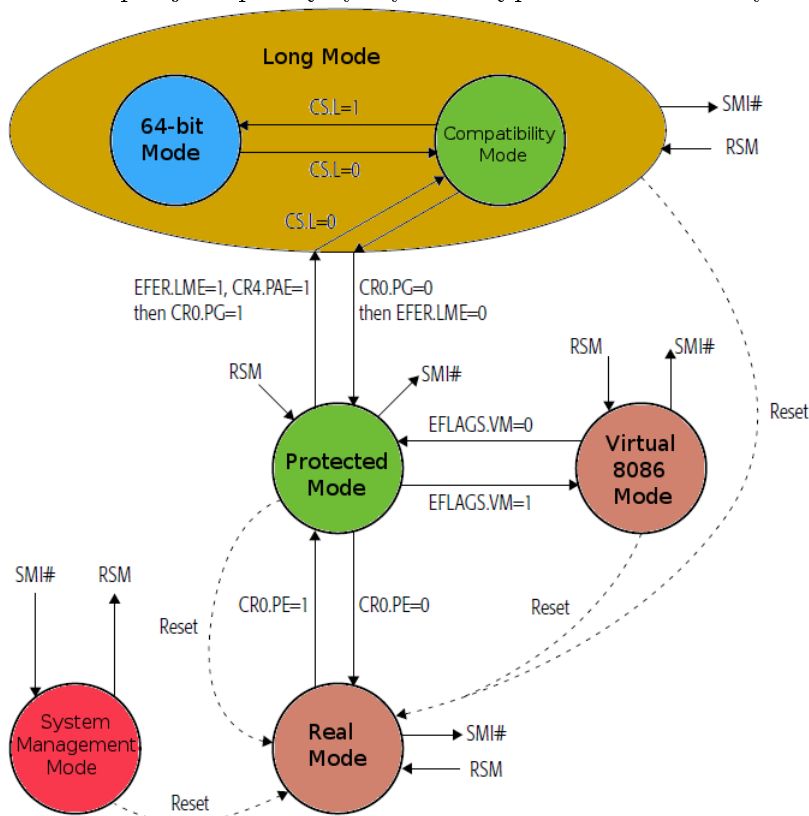 Long Mode
64-bit
Mode
CS.L=1
CS.L=0
Compatibility
Mode
SMI#
RSM
CS.L=0
EFER.LME=1, CR4.PAE=1
then CR0.PG=1
CR0.PG=0
then EFER.LME=0
RSM
SMI#
RSM
SMI#
Reset
Protected
Mode
EFLAGS.VM=0
EFLAGS.VM=1
Virtual
8086
Mode
SMI#
RSM
Reset
CR0.PE=1
CR0.PE=0
Reset
System
Management
Mode
Real
Mode
SMI#
RSM
Reset